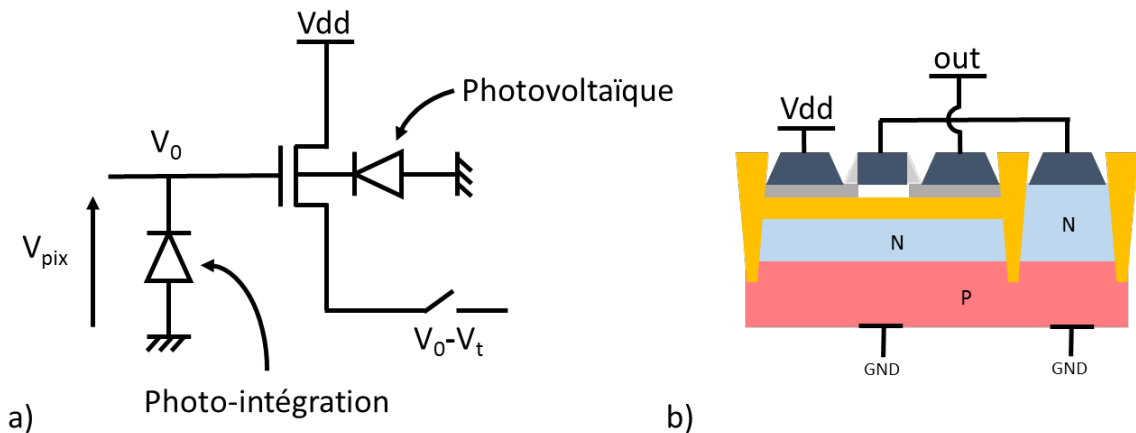 Vdd
Photovoltaïque
V₀
Vpix
V₀-Vₜ
Photo-intégration
a)
out
Vdd
N
N
P
GND
GND
b)